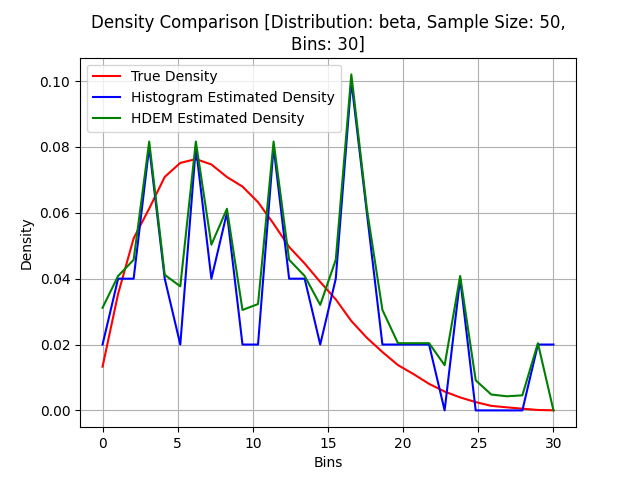 Density Comparison [Distribution: beta, Sample Size: 50,
Bins: 30]
True Density
Histogram Estimated Density
HDEM Estimated Density
Density
0.10
0.08
0.06
0.04
0.02
0.00
0 5 10 15 20 25 30
Bins